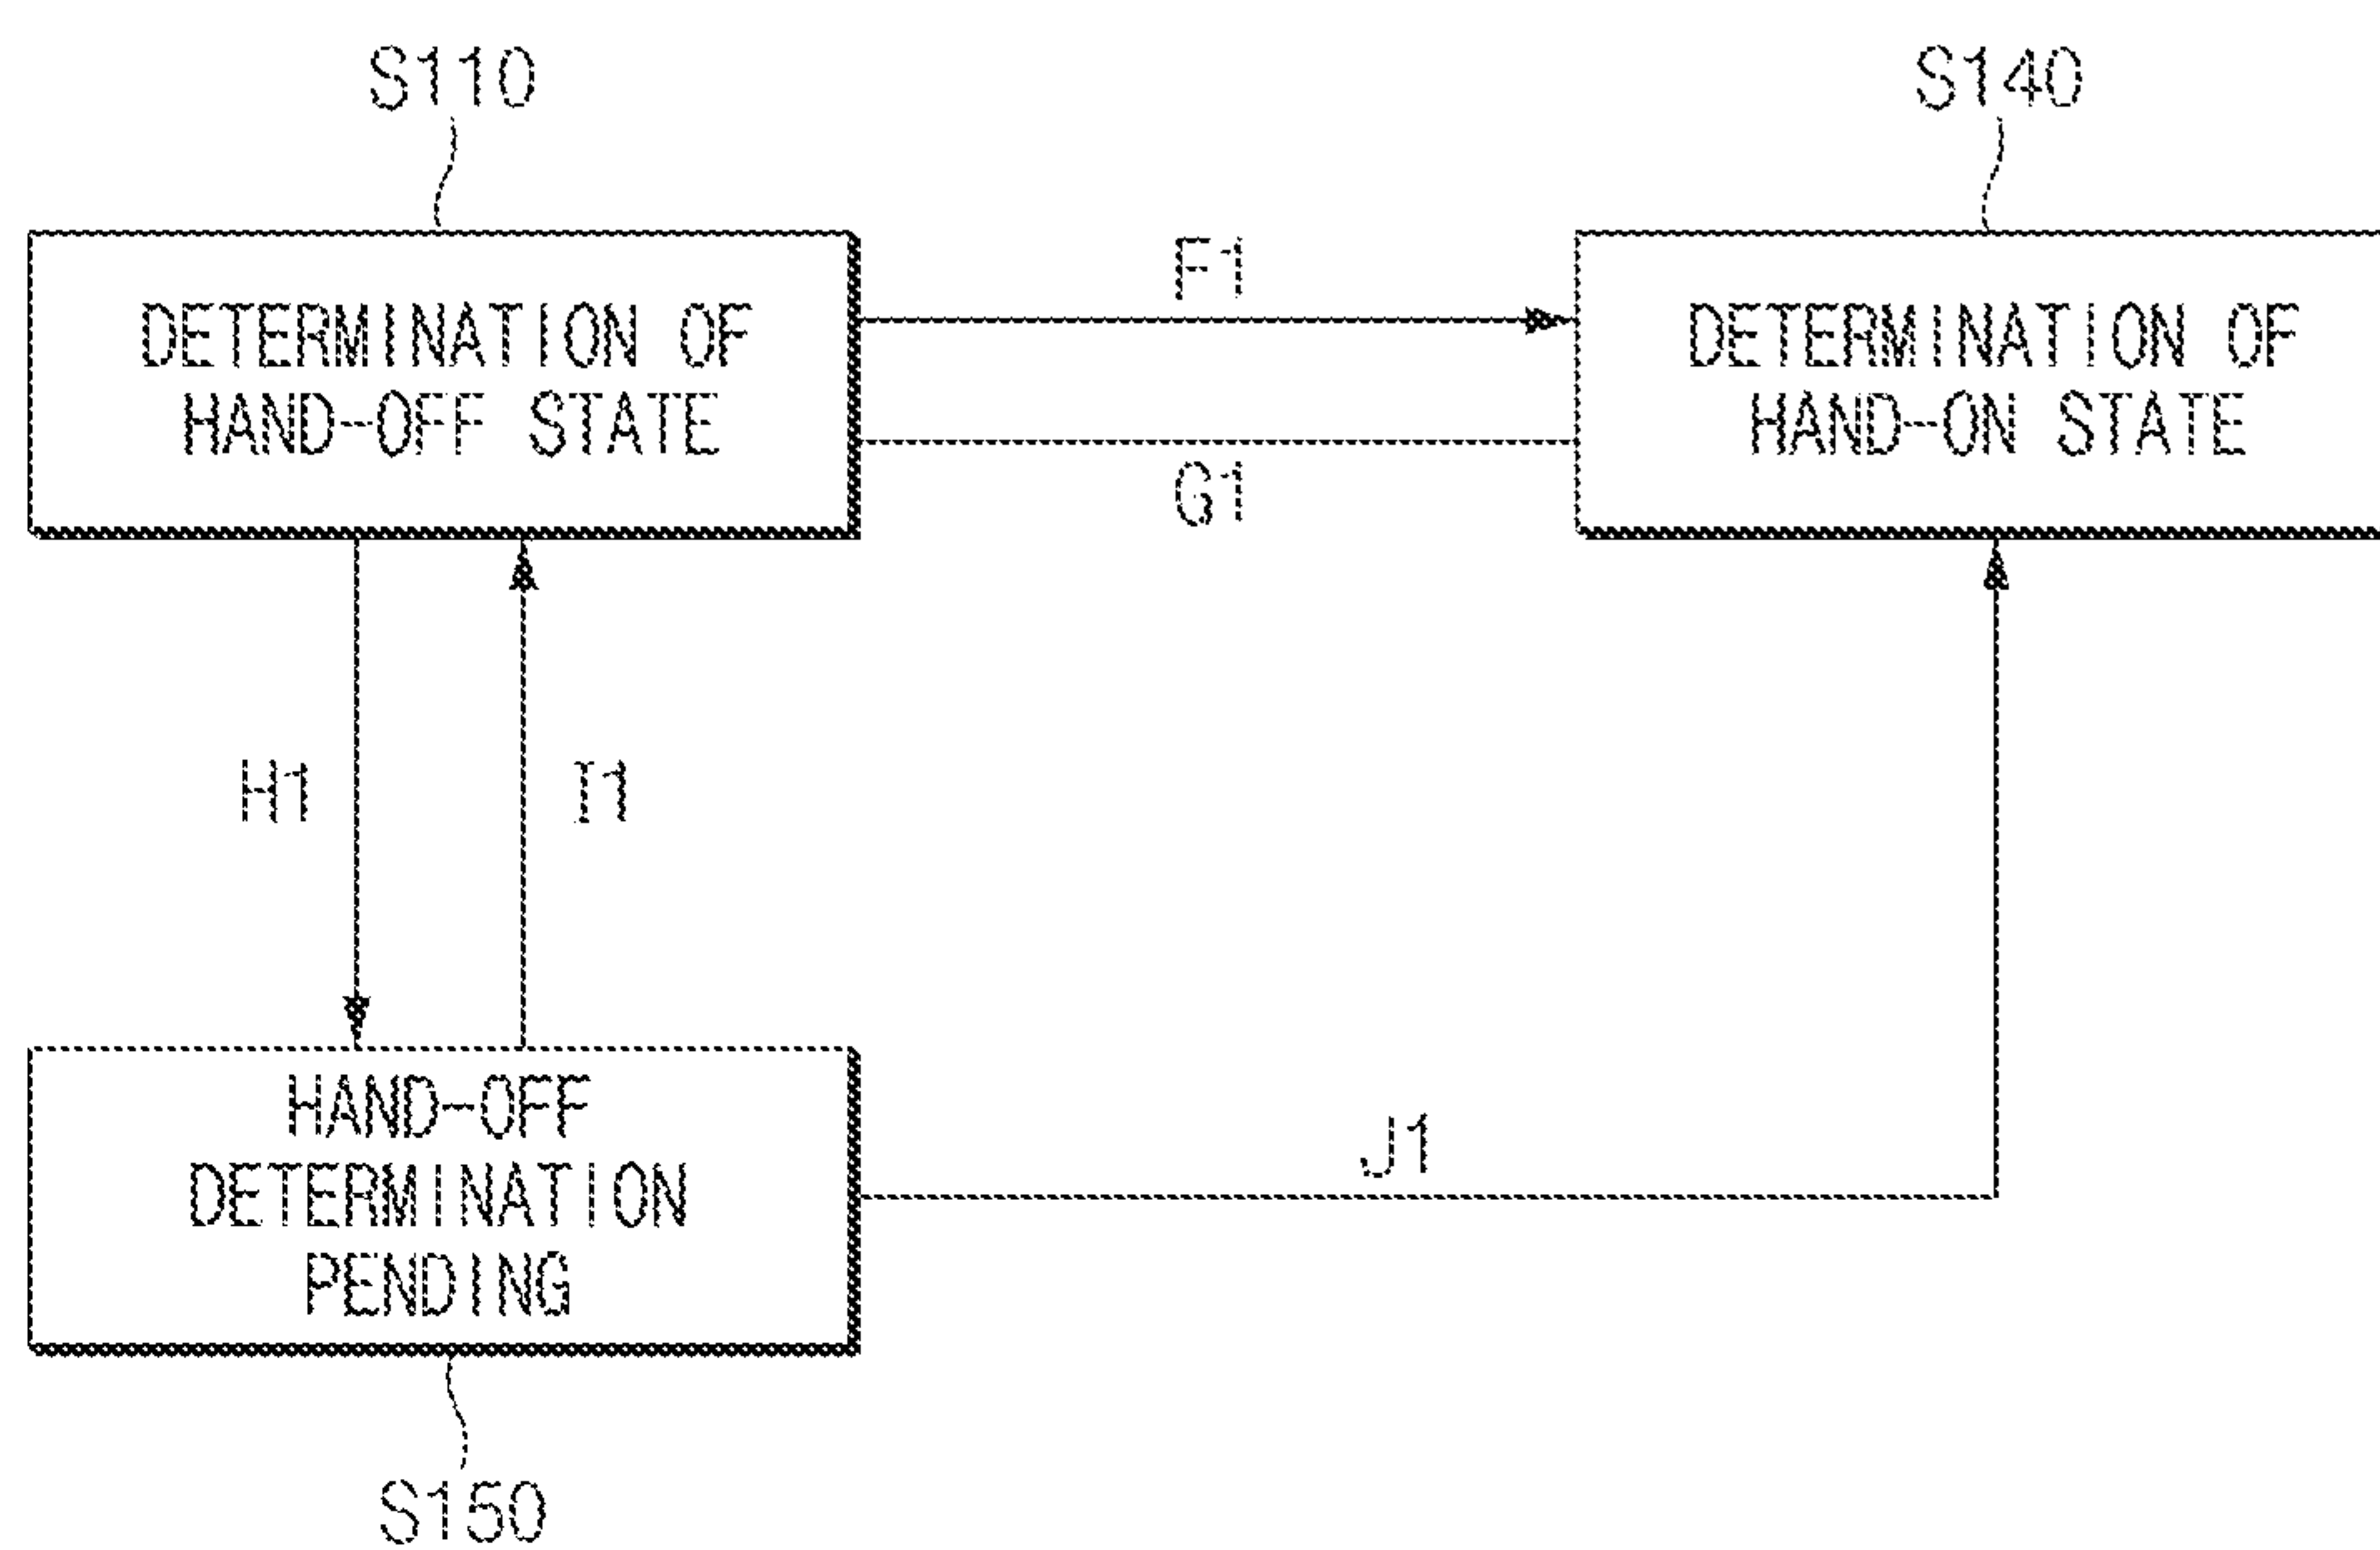 S110
S140
DETERMINATION OF
HAND-OFF STATE
F1
G1
DETERMINATION OF
HAND-ON STATE
H1
I1
HAND-OFF
DETERMINATION
PENDING
J1
S150